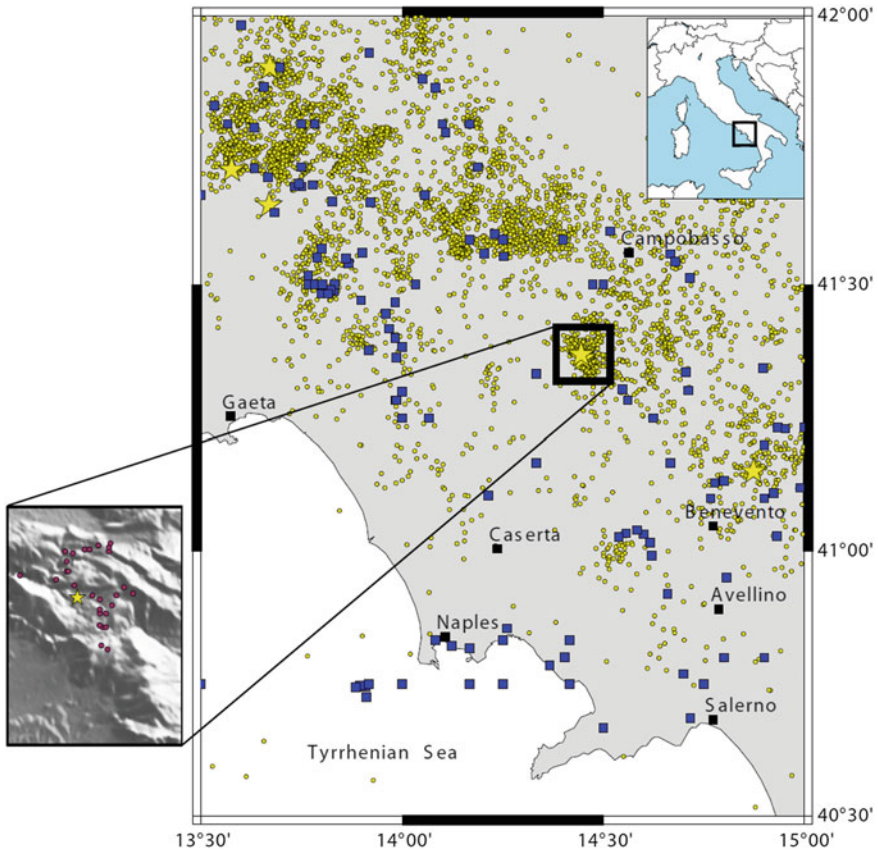 42°00'
Campobasso
41°30'
Gaeta
Benevento
Caserta
41°00'
Avellino
Naples
Salerno
Tyrrhenian Sea
40°30'
13°30'
14°00'
14°30'
15°00'